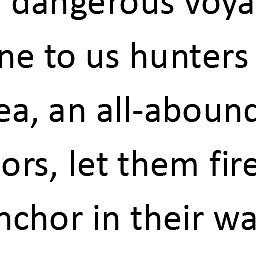 dangerous voya
ne to us hunters
ea, an all-abound
ors, let them fire
nchor in their wa